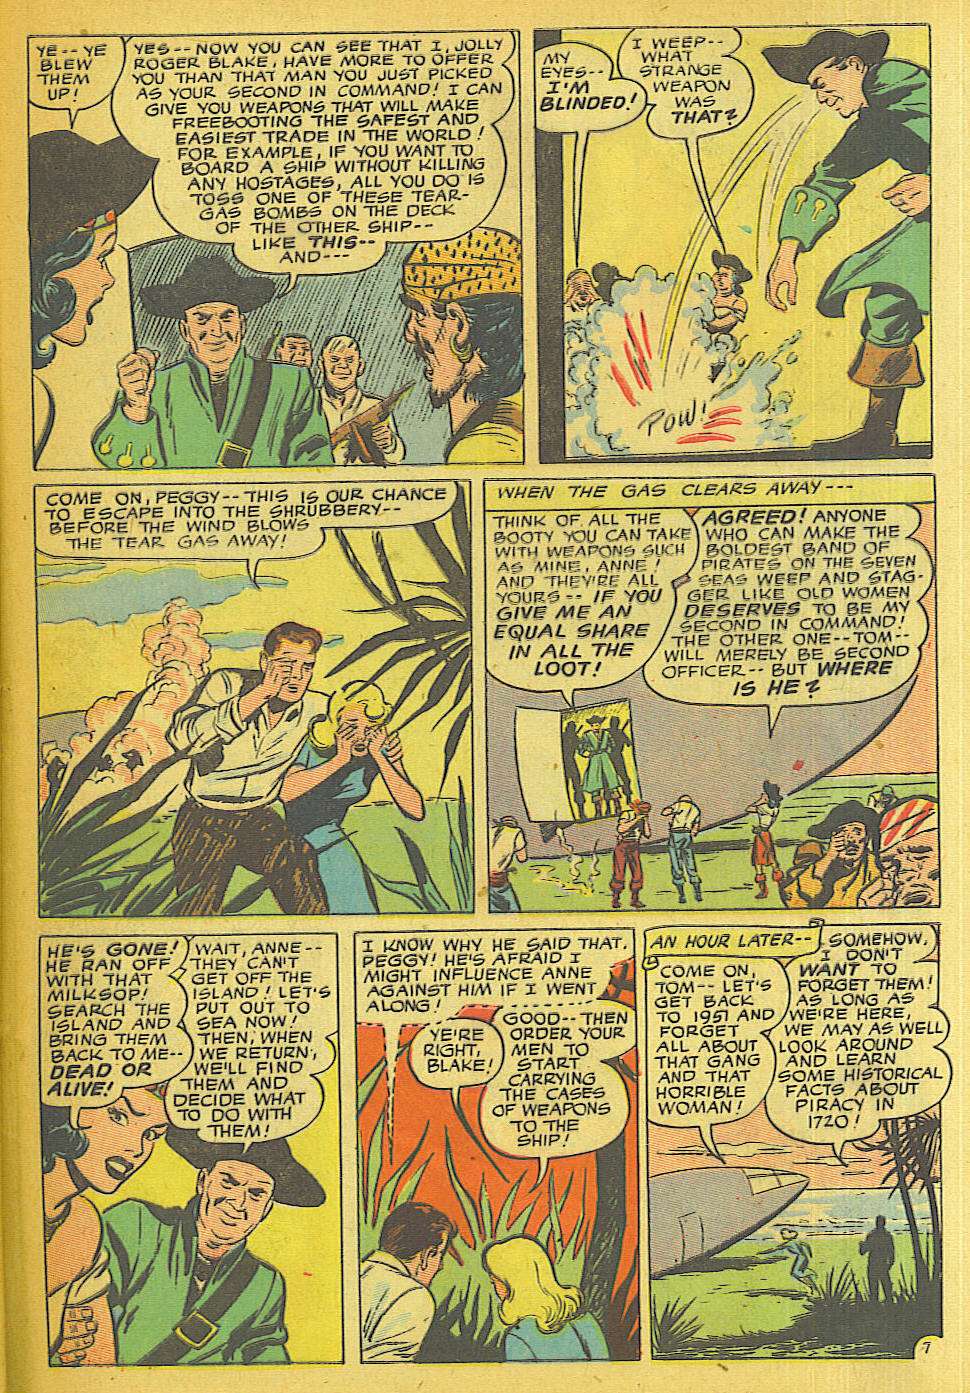 YE-- YE
BLEW
THEM
UP!
YES-- NOW YOU CAN SEE THAT I, JOLLY
ROGER BLAKE, HAVE MORE TO OFFER
YOU THAN THAT MAN YOU JUST PICKED
AS YOUR SECOND IN COMMAND! I CAN
GIVE YOU WEAPONS THAT WILL MAKE
FREEBOOTING THE SAFEST AND
EASIEST TRADE IN THE WORLD!
FOR EXAMPLE, IF YOU WANT TO
BOARD A SHIP WITHOUT KILLING
ANY HOSTAGES, ALL YOU DO IS
TOSS ONE OF THESE TEAR-
GAS BOMBS ON THE DECK
OF THE OTHER SHIP--
LIKE THIS--
AND---
MY
EYES--
I'M
BLINDED!
I WEEP--
WHAT
STRANGE
WEAPON
WAS
THAT?
POW!
COME ON, PEGGY-- THIS IS OUR CHANCE
TO ESCAPE INTO THE SHRUBBERY--
BEFORE THE WIND BLOWS
THE TEAR GAS AWAY!
WHEN THE GAS CLEARS AWAY---
THINK OF ALL THE
BOOTY YOU CAN TAKE
WITH WEAPONS SUCH
AS MINE, ANNE!
AND THEY'RE ALL
YOURS-- IF YOU
GIVE ME AN
EQUAL SHARE
IN ALL THE
LOOT!
AGREED! ANYONE
WHO CAN MAKE THE
BOLDEST BAND OF
PIRATES ON THE SEVEN
SEAS WEEP AND STAG-
GER LIKE OLD WOMEN
DESERVES TO BE MY
SECOND IN COMMAND!
THE OTHER ONE--TOM--
WILL MERELY BE SECOND
OFFICER-- BUT WHERE
IS HE?
HE'S GONE!
HE RAN OFF
WITH THAT
MILKSOP!
SEARCH THE
ISLAND AND
BRING THEM
BACK TO ME--
DEAD OR
ALIVE!
WAIT, ANNE--
THEY CAN'T
GET OFF THE
ISLAND! LET'S
PUT OUT TO
SEA NOW!
THEN, WHEN
WE RETURN,
WE'LL FIND
THEM AND
DECIDE WHAT
TO DO WITH
THEM!
I KNOW WHY HE SAID THAT,
PEGGY! HE'S AFRAID I
MIGHT INFLUENCE ANNE
AGAINST HIM IF I WENT
ALONG!
YE'RE
RIGHT,
BLAKE!
GOOD-- THEN
ORDER YOUR
MEN TO
START
CARRYING
THE CASES
OF WEAPONS
TO THE
SHIP!
AN HOUR LATER--
COME ON,
TOM-- LET'S
GET BACK
TO 1951 AND
FORGET
ALL ABOUT
THAT GANG
AND THAT
HORRIBLE
WOMAN!
SOMEHOW,
I DON'T
WANT TO
FORGET THEM!
AS LONG AS
WE'RE HERE,
WE MAY AS WELL
LOOK AROUND
AND LEARN
SOME HISTORICAL
FACTS ABOUT
PIRACY IN
1720!
7